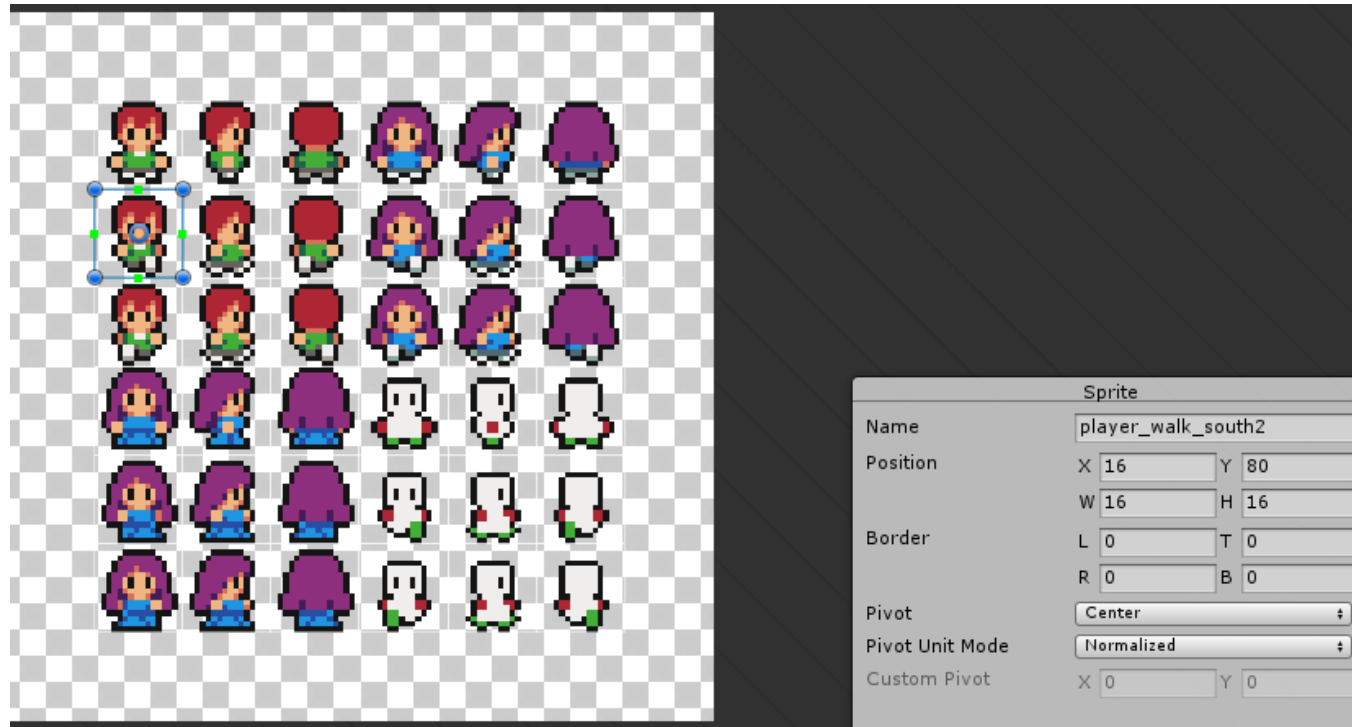 Sprite
Name player_walk_south2
Position X 16 Y 80
W 16 H 16
Border L 0 T 0
R 0 B 0
Pivot Center
Pivot Unit Mode Normalized
Custom Pivot X 0 Y 0